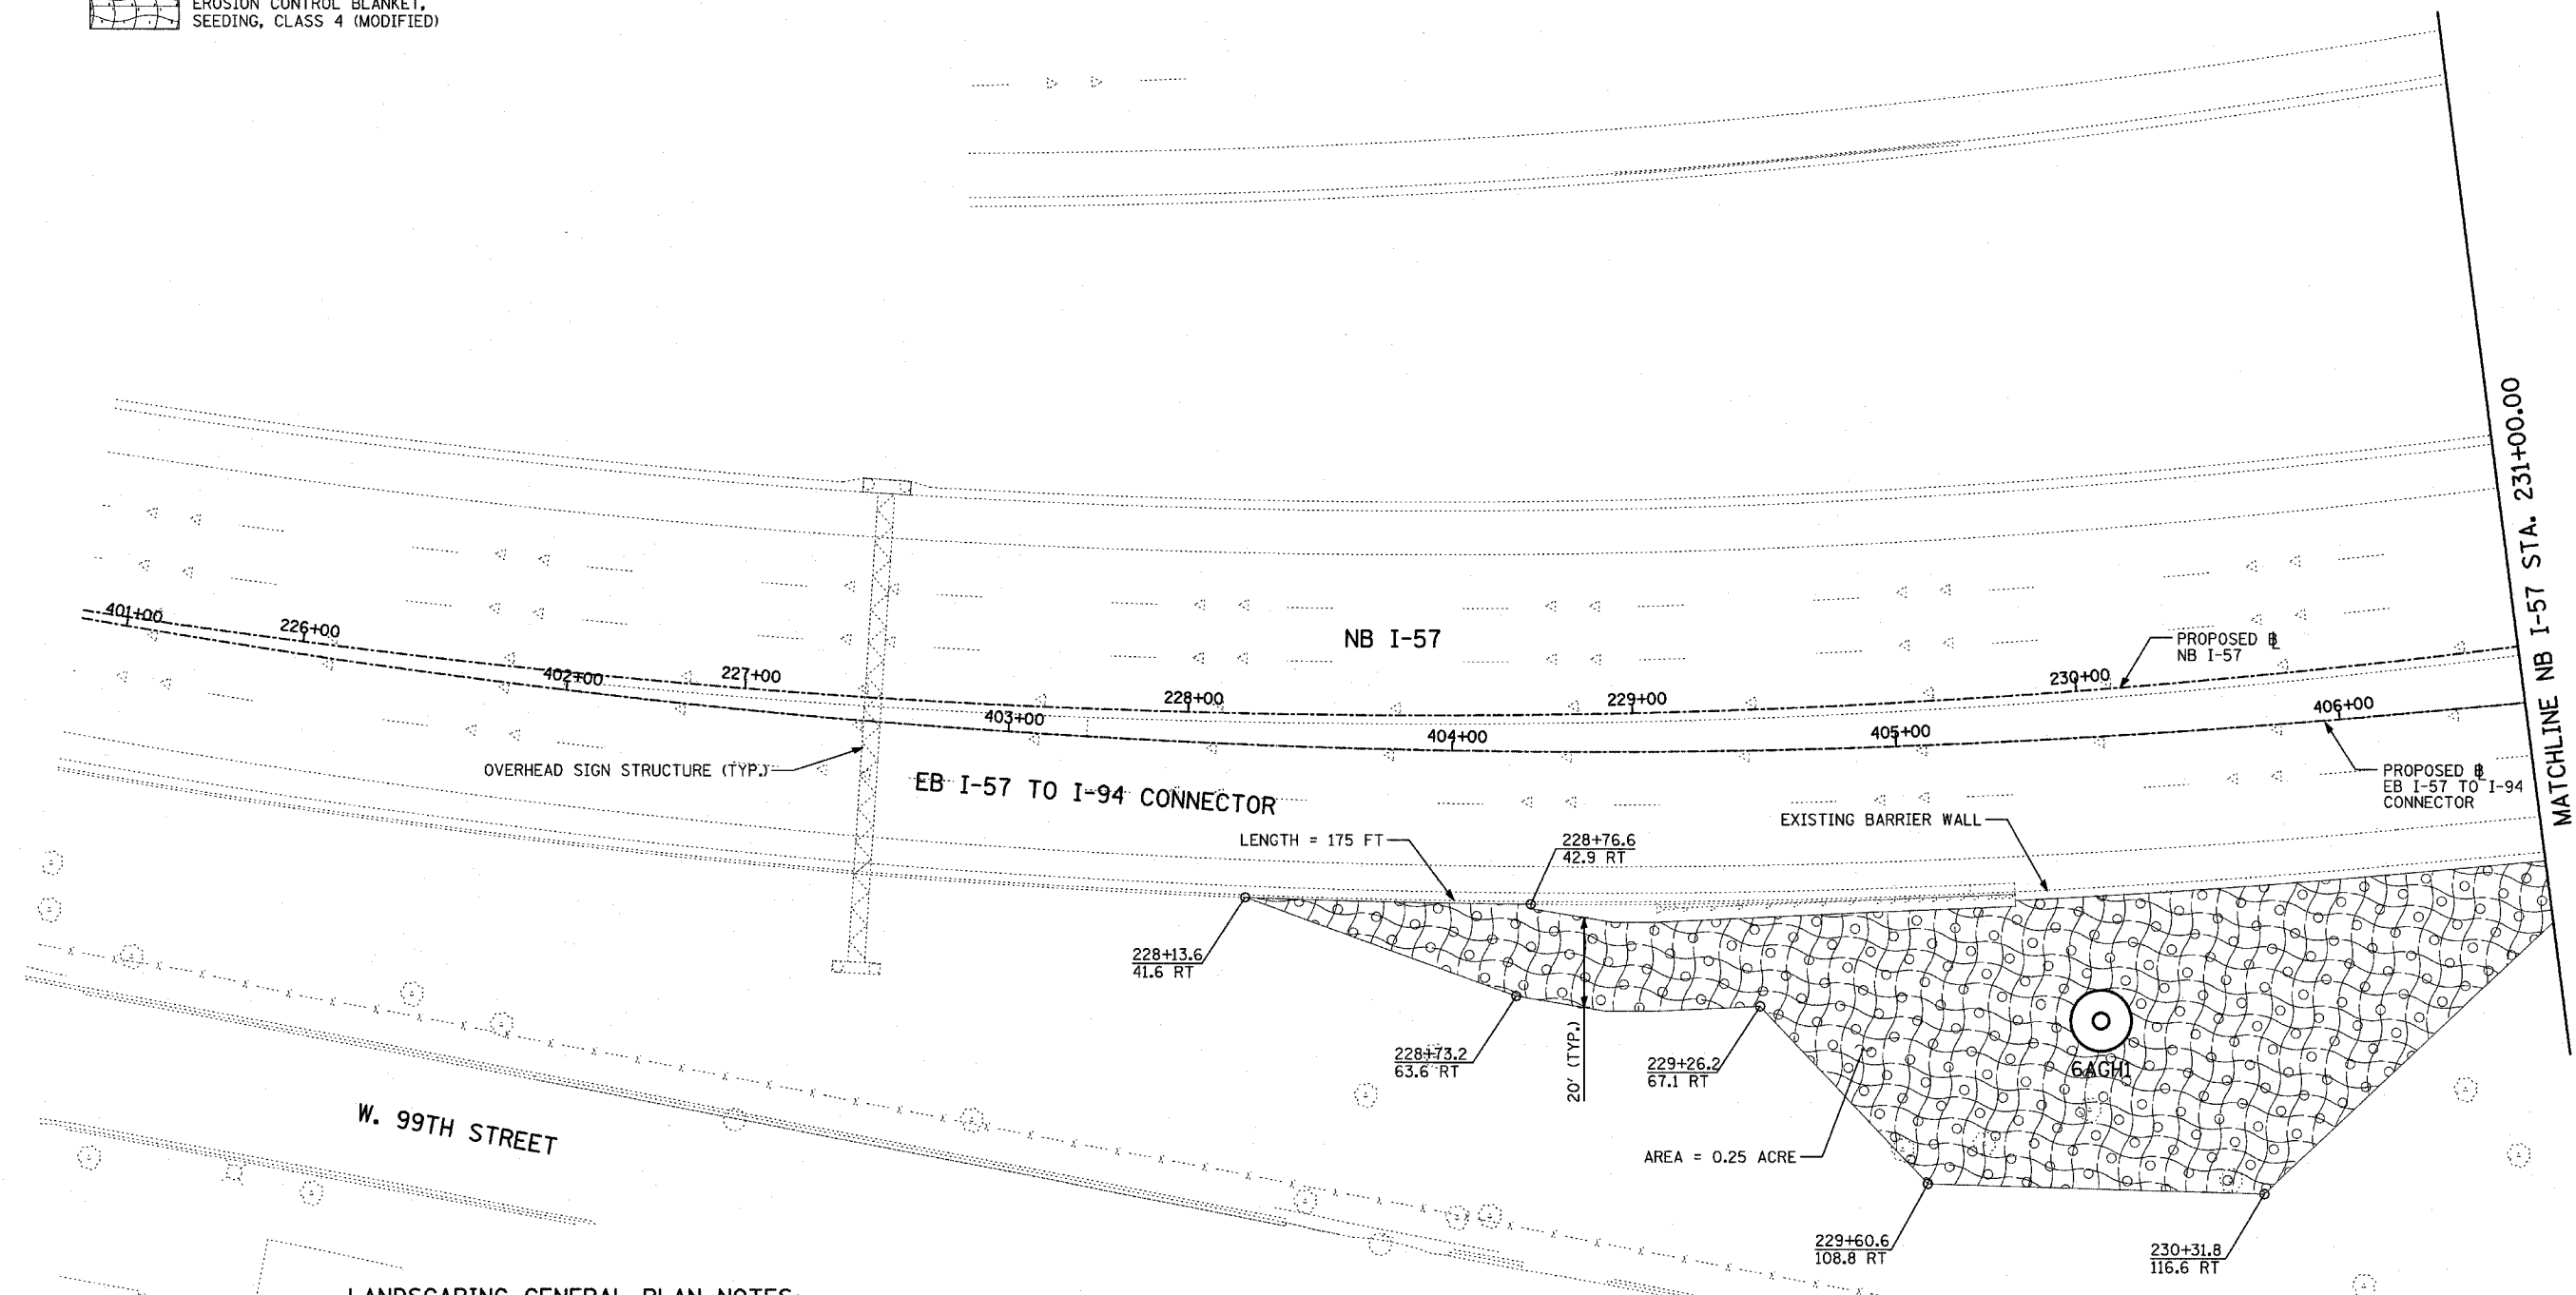 EROSION CONTROL BLANKET,
SEEDING, CLASS 4 (MODIFIED)
MATCHLINE NB I-57 STA. 231+00.00
401+00
226+00
402+00
227+00
228+00
229+00
230+00
403+00
404+00
405+00
406+00
NB I-57
PROPOSED ℄
NB I-57
OVERHEAD SIGN STRUCTURE (TYP.)
EB I-57 TO I-94 CONNECTOR
PROPOSED ℄
EB I-57 TO I-94
CONNECTOR
LENGTH = 175 FT
228+76.6
42.9 RT
EXISTING BARRIER WALL
228+13.6
41.6 RT
228+73.2
63.6 RT
20' (TYP.)
229+26.2
67.1 RT
6AGH1
AREA = 0.25 ACRE
W. 99TH STREET
229+60.6
108.8 RT
230+31.8
116.6 RT
LANDSCAPING GENERAL PLAN NOTES: